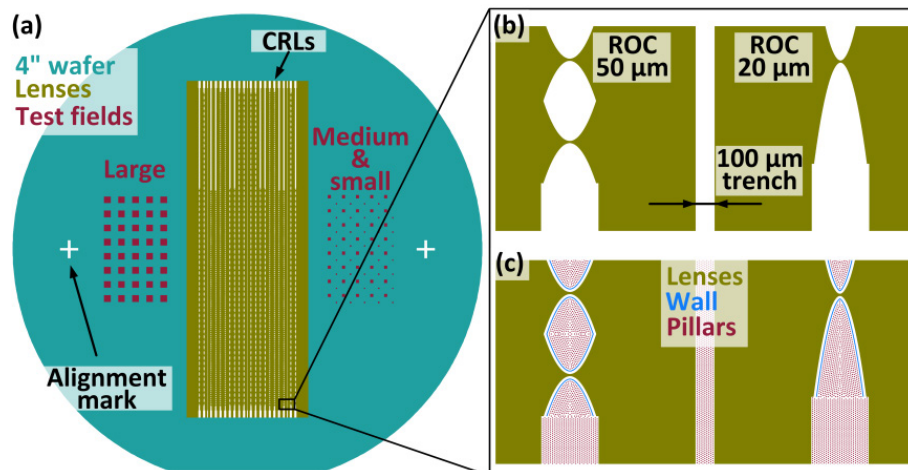 (a)
CRLs
4" wafer
Lenses
Test fields
Large
Medium
&
small
Alignment
mark
(b)
ROC
50 µm
ROC
20 µm
100 µm
trench
(c)
Lenses
Wall
Pillars